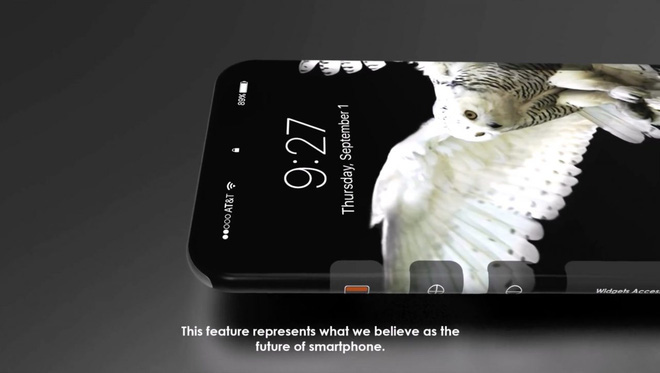 89%
9:27
Thursday, September 1
AT&T
Widgets Access
This feature represents what we believe as the
future of smartphone.